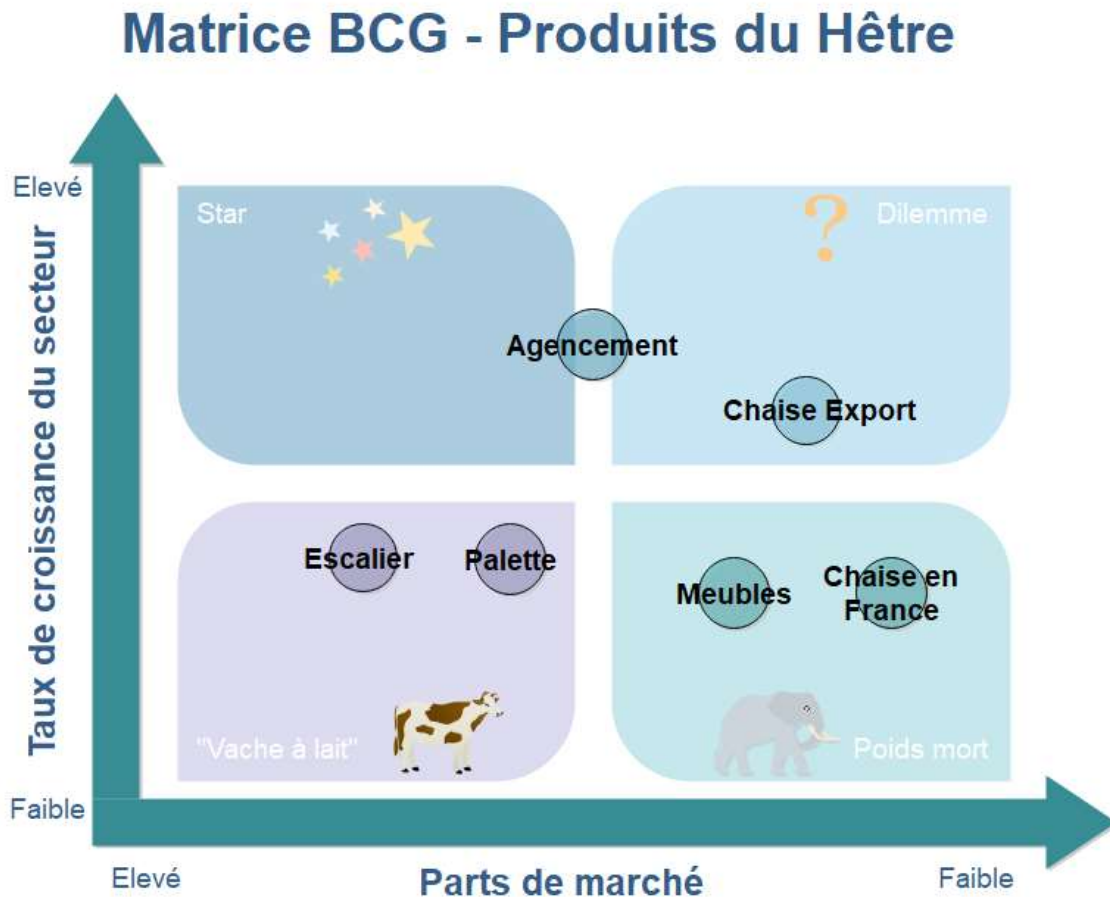 Matrice BCG - Produits du Hêtre
Elevé
Taux de croissance du secteur
Faible
Star
?
Dilemme
Agencement
Chaise Export
Escalier
Palette
Meubles
Chaise en
France
"Vache à lait"
Poids mort
Elevé
Parts de marché
Faible